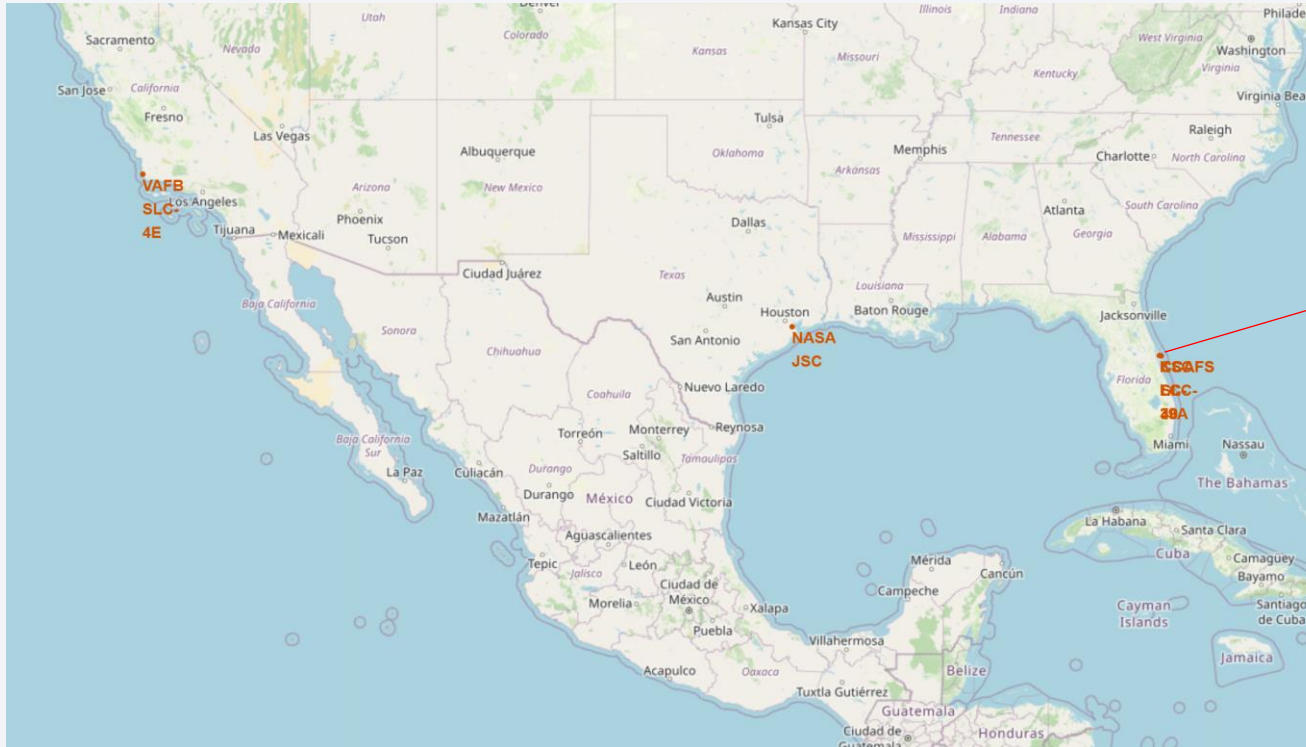 Denver
Utah
Illinois
Indiana
Kansas City
Philade
Sacramento
Nevada
Colorado
Kansas
Missouri
West Virginia
Washington
San Jose
California
Kentucky
Virginia
Virginia Bea
Fresno
Las Vegas
Tulsa
Raleigh
Albuquerque
Oklahoma
Tennessee
Memphis
Charlotte
North Carolina
VAFB
SLC-
4E
Los Angeles
Arizona
New Mexico
Arkansas
Atlanta
South Carolina
Phoenix
Dallas
Tijuana
Mexicali
Tucson
Mississippi
Alabama
Georgia
Ciudad Juárez
Texas
Louisiana
Baja California
Austin
Houston
Baton Rouge
Jacksonville
Sonora
San Antonio
NASA
JSC
Chihuahua
Florida
Coahuila
Nuevo Laredo
Torreón
Monterrey
Reynosa
Miami
Nassau
Baja California
Sur
Saltillo
Tamaulipas
La Paz
Culiacán
Durango
The Bahamas
Durango
México
Ciudad Victoria
Mazatlán
La Habana
Santa Clara
Aguascalientes
Cuba
Camagüey
Tepic
Jalisco
León
Mérida
Cancún
Bayamo
Ciudad de
México
Campeche
Morelia
Xalapa
Cayman
Islands
Santiago
de Cuba
Puebla
Villahermosa
Jamaica
Acapulco
Oaxaca
Belize
Tuxtla Gutiérrez
Guatemala
Ciudad de
Guatemala
Honduras